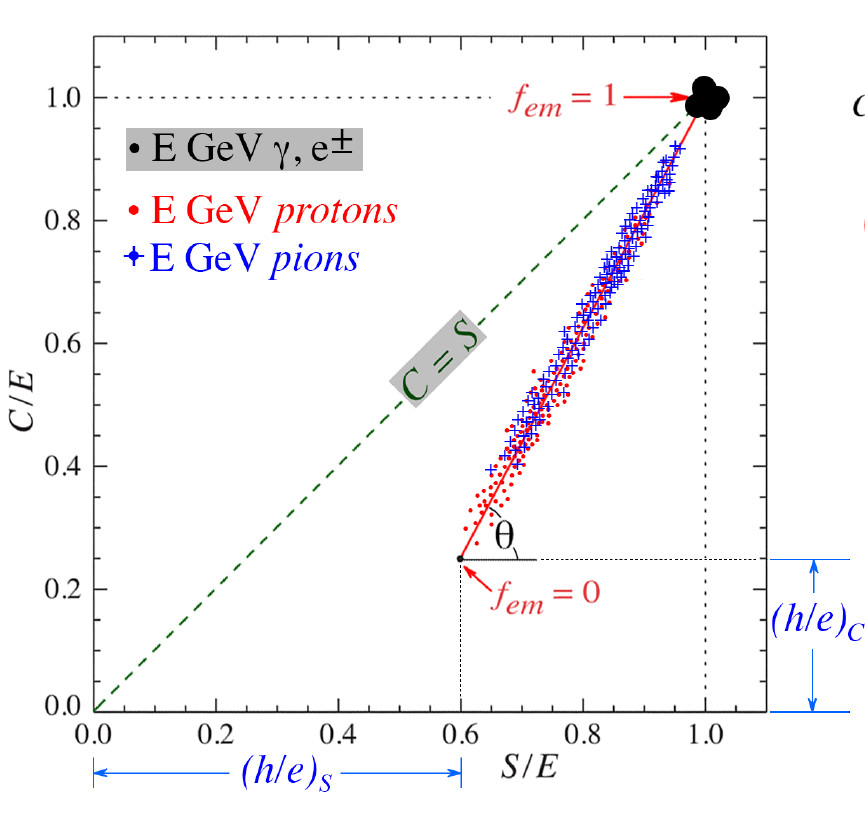 1.0
0.8
0.6
0.4
0.2
0.0
C/E
f_em = 1
• E GeV γ, e±
• E GeV protons
+ E GeV pions
C = S
θ
f_em = 0
(h/e)_C
0.0 0.2 0.4 0.6 0.8 1.0
(h/e)_S
S/E